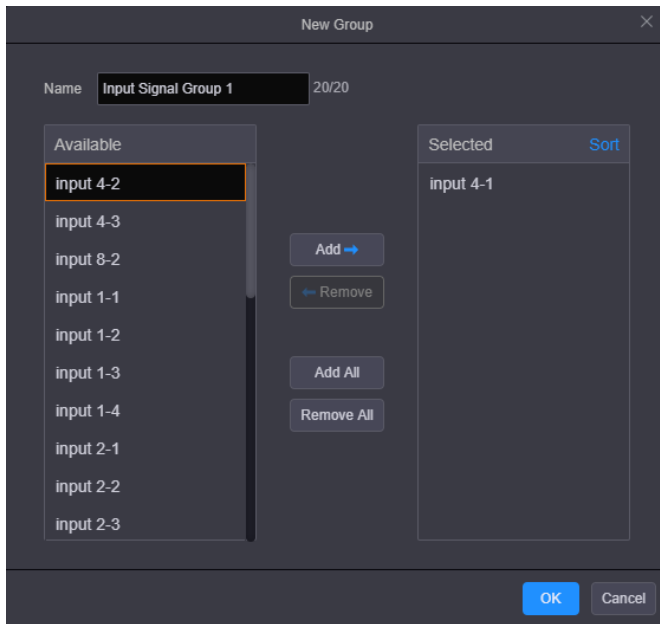 New Group
Name Input Signal Group 1 20/20
Available
input 4-2
input 4-3
input 8-2
input 1-1
input 1-2
input 1-3
input 1-4
input 2-1
input 2-2
input 2-3
Add
Remove
Add All
Remove All
Selected Sort
input 4-1
OK Cancel